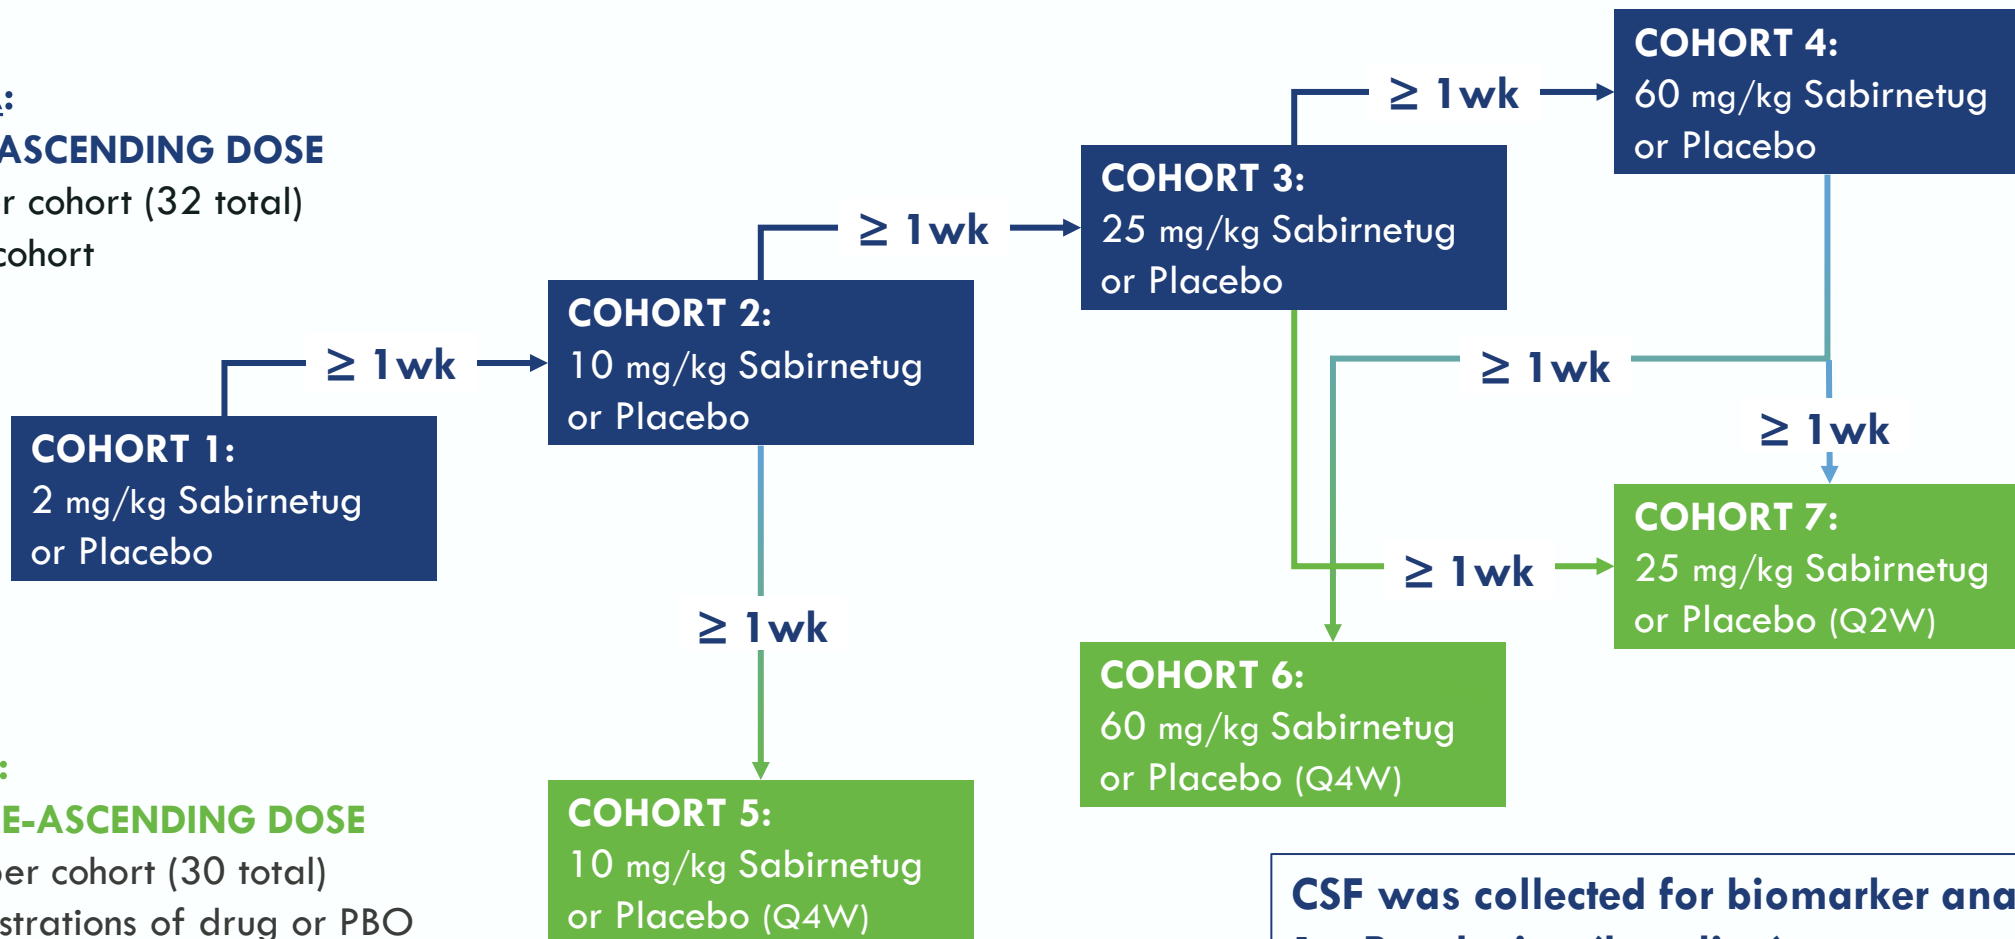 COHORT 4:
60 mg/kg Sabirnetug
or Placebo
≥ 1wk
ASCENDING DOSE
r cohort (32 total)
cohort
COHORT 3:
25 mg/kg Sabirnetug
or Placebo
≥ 1wk
COHORT 2:
10 mg/kg Sabirnetug
or Placebo
≥ 1wk
COHORT 1:
2 mg/kg Sabirnetug
or Placebo
≥ 1wk
≥ 1wk
COHORT 7:
25 mg/kg Sabirnetug
or Placebo (Q2W)
≥ 1wk
≥ 1wk
COHORT 6:
60 mg/kg Sabirnetug
or Placebo (Q4W)
:
E-ASCENDING DOSE
per cohort (30 total)
strations of drug or PBO
COHORT 5:
10 mg/kg Sabirnetug
or Placebo (Q4W)
CSF was collected for biomarker ana